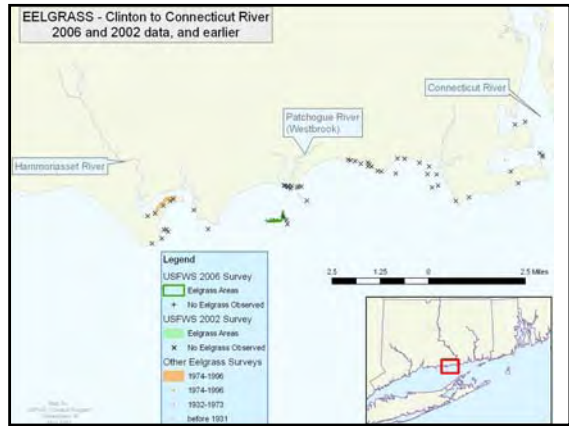 EELGRASS - Clinton to Connecticut River
2006 and 2002 data, and earlier
Connecticut River
Patchogue River
(Westbrook)
Hammonasset River
Legend
USFWS 2006 Survey
Eelgrass Areas
No Eelgrass Observed
USFWS 2002 Survey
Eelgrass Areas
No Eelgrass Observed
Other Eelgrass Surveys
1974-1996
1974-1996
1932-1973
before 1931
2.5 1.25 0 2.5 Miles